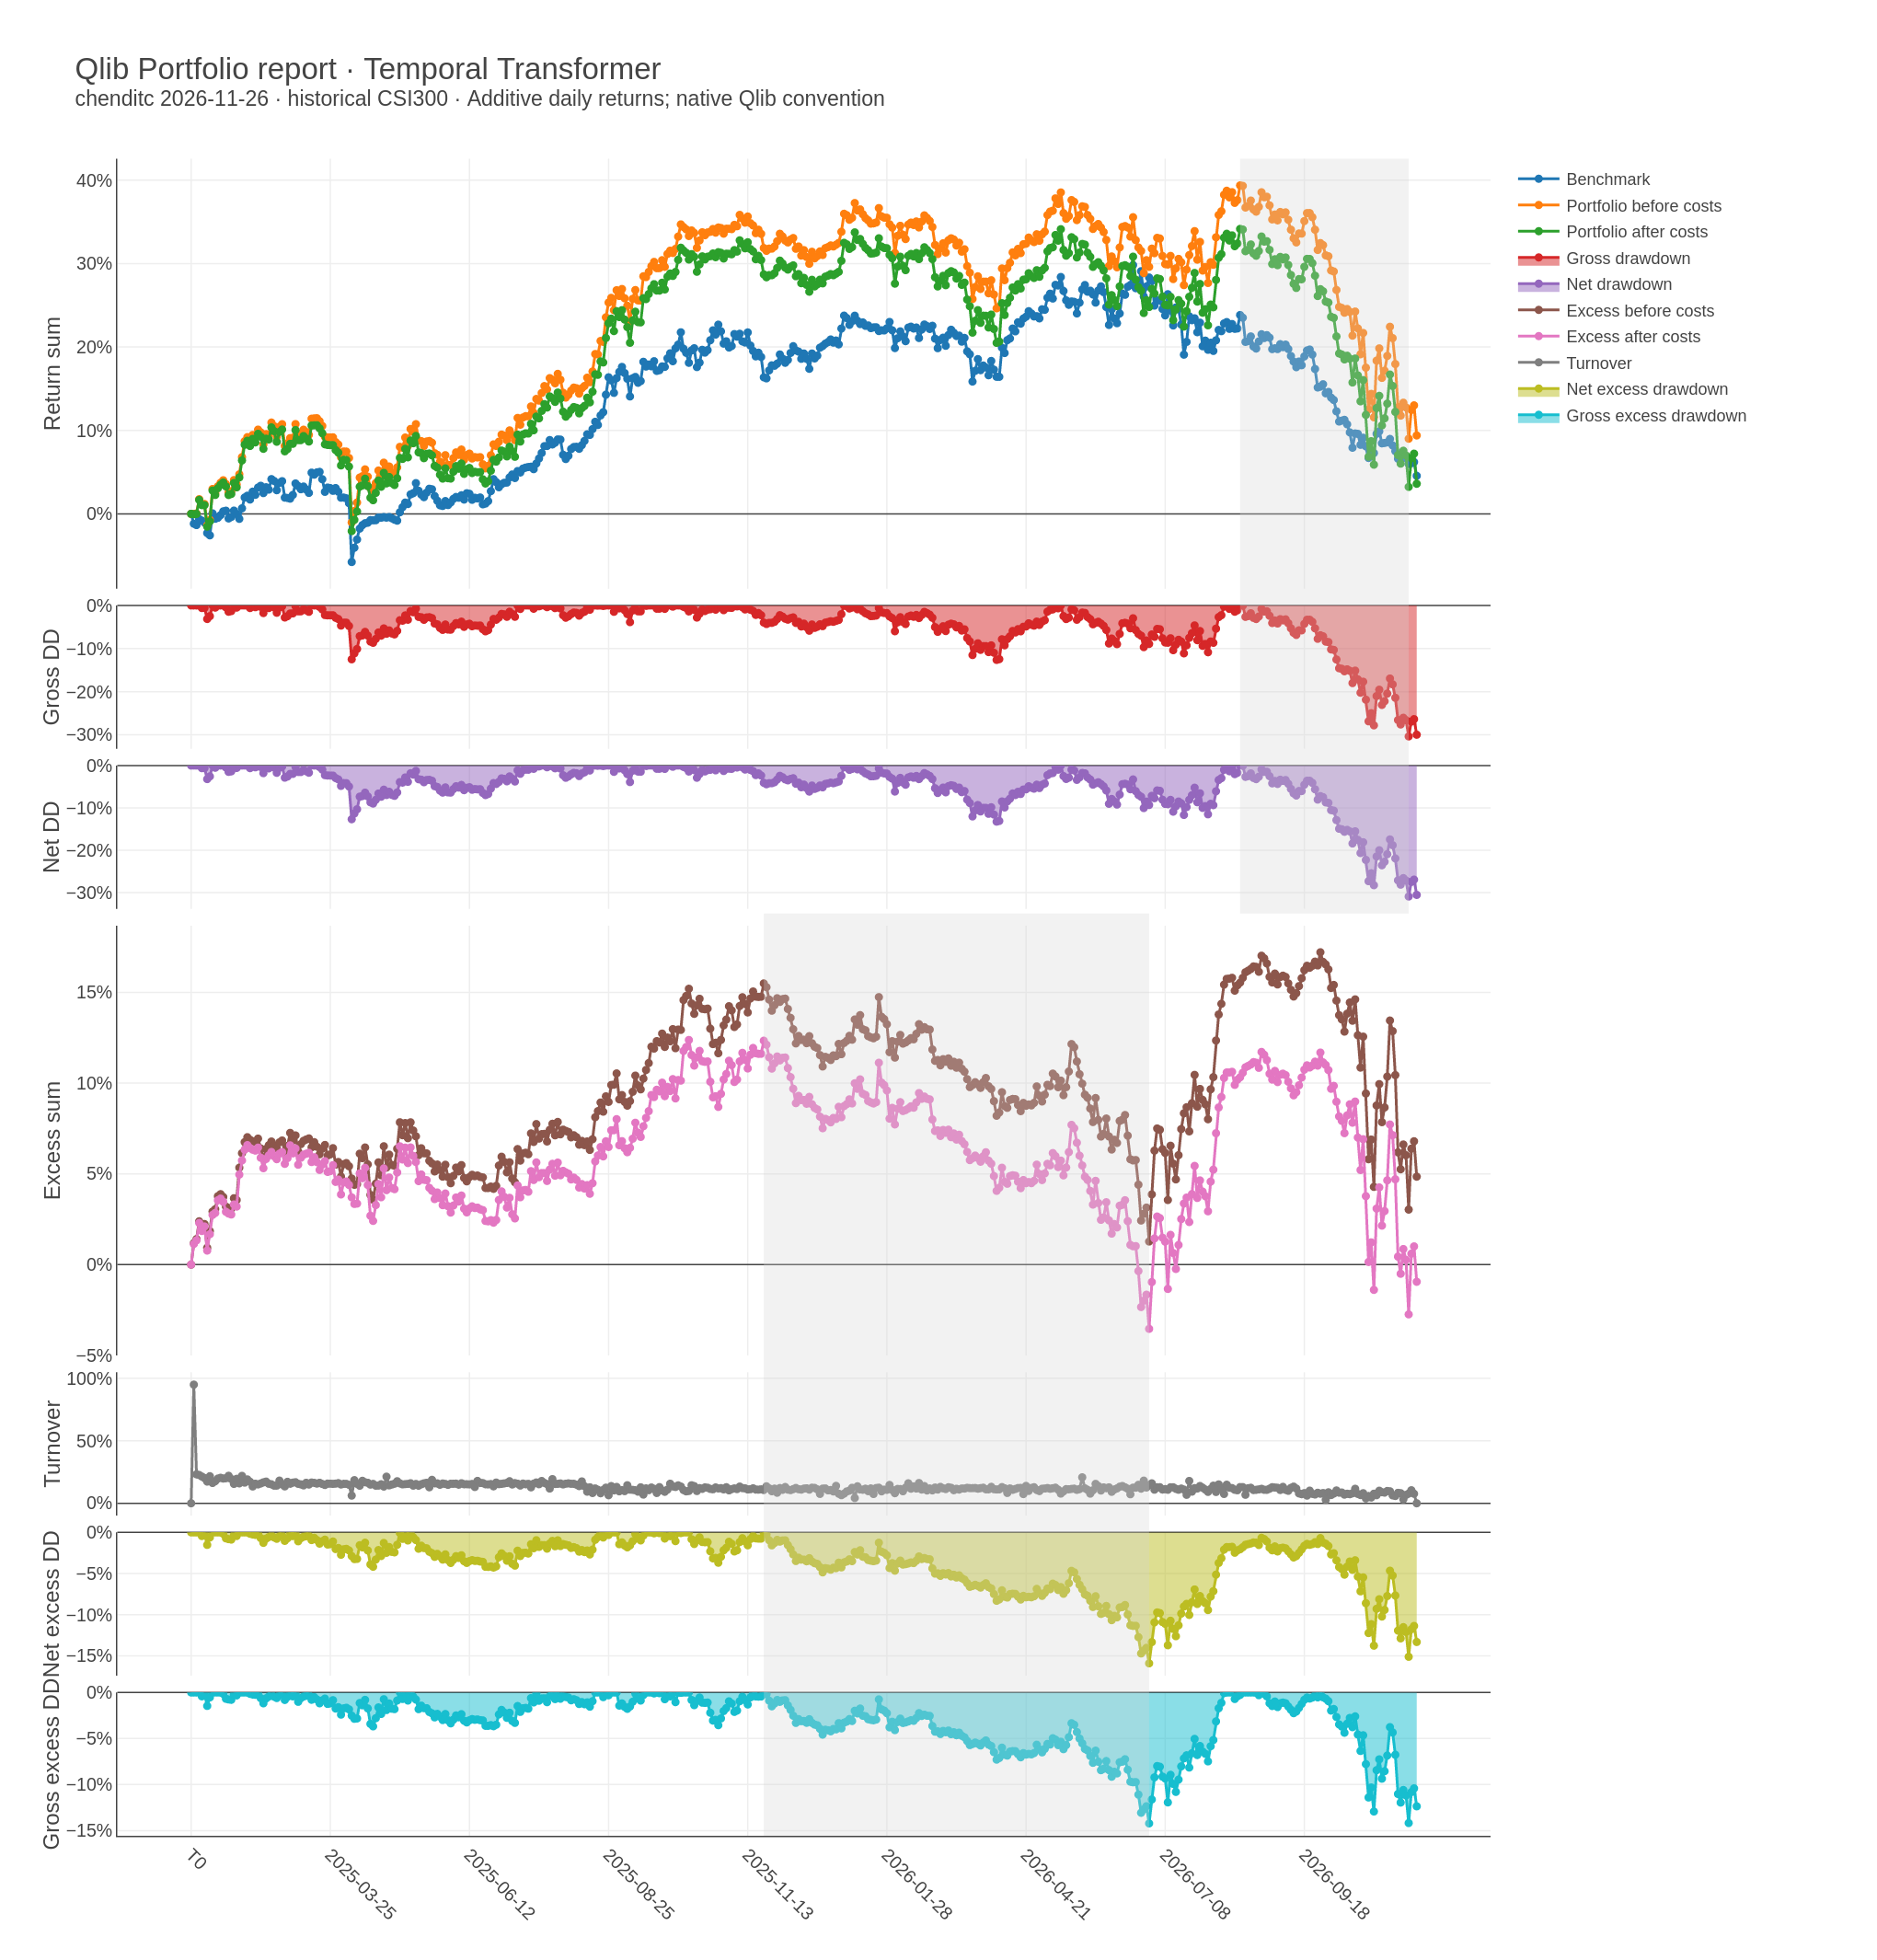 Qlib Portfolio report · Temporal Transformer
chenditc 2026-11-26 · historical CSI300 · Additive daily returns; native Qlib convention
Return sum
40%
30%
20%
10%
0%
Benchmark
Portfolio before costs
Portfolio after costs
Gross drawdown
Net drawdown
Excess before costs
Excess after costs
Turnover
Net excess drawdown
Gross excess drawdown
Gross DD
0%
−10%
−20%
−30%
Net DD
0%
−10%
−20%
−30%
Excess sum
15%
10%
5%
0%
−5%
Turnover
100%
50%
0%
Net excess DD
0%
−5%
−10%
−15%
Gross excess DD
0%
−5%
−10%
−15%
T0
2025-03-25
2025-06-12
2025-08-25
2025-11-13
2026-01-28
2026-04-21
2026-07-08
2026-09-18